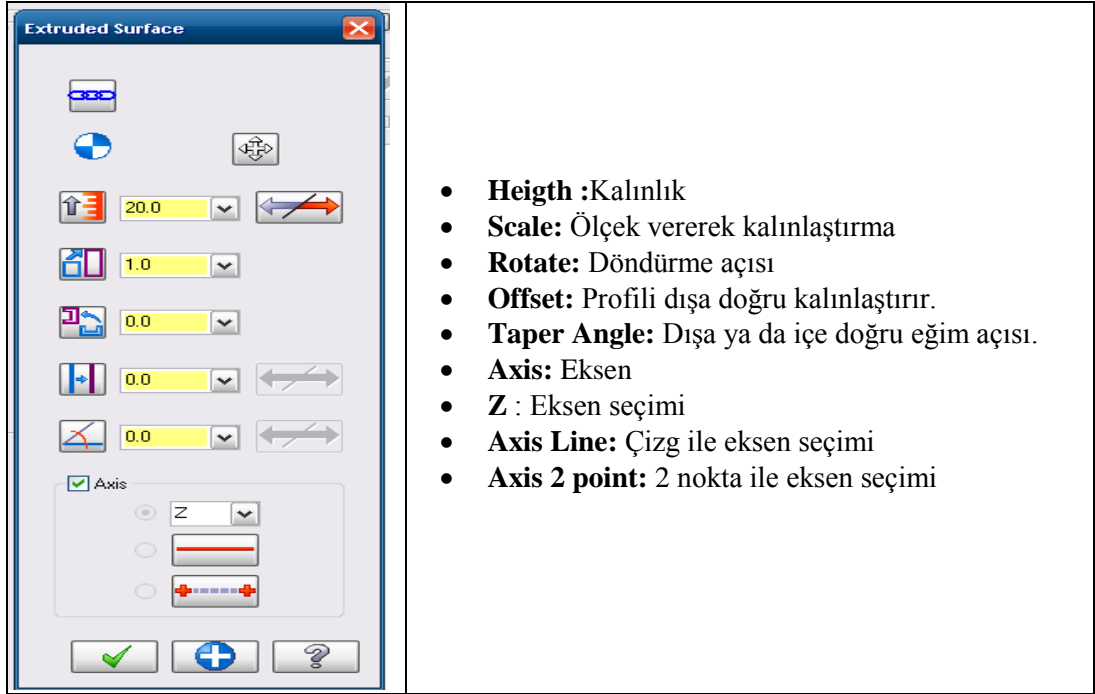 Extruded Surface
20.0
1.0
0.0
0.0
0.0
Axis
Z
• Heigth :Kalınlık
• Scale: Ölçek vererek kalınlaştırma
• Rotate: Döndürme açısı
• Offset: Profili dışa doğru kalınlaştırır.
• Taper Angle: Dışa ya da içe doğru eğim açısı.
• Axis: Eksen
• Z : Eksen seçimi
• Axis Line: Çizg ile eksen seçimi
• Axis 2 point: 2 nokta ile eksen seçimi